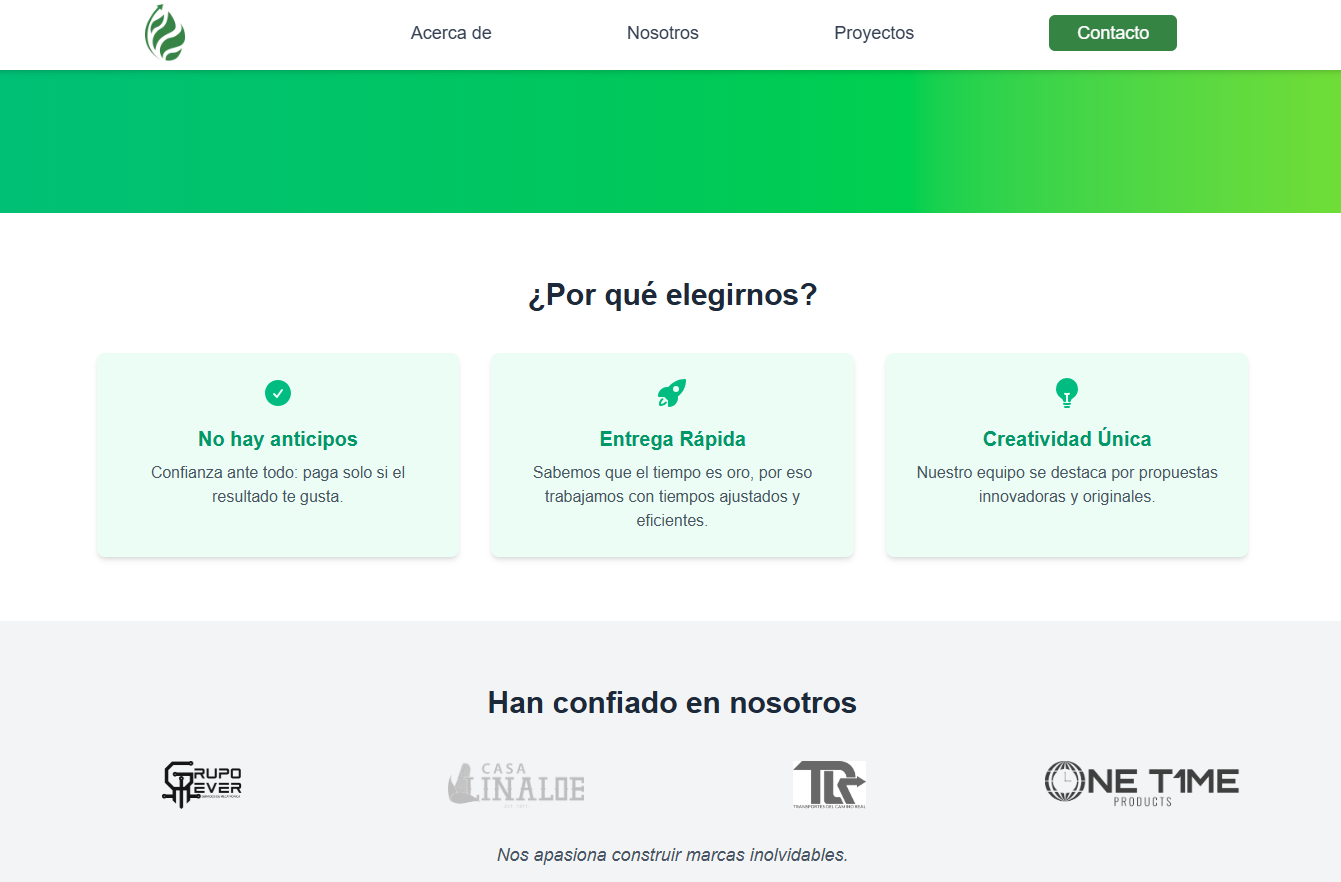 Acerca de
Nosotros
Proyectos
Contacto
¿Por qué elegirnos?
No hay anticipos
Confianza ante todo: paga solo si el
resultado te gusta.
Entrega Rápida
Sabemos que el tiempo es oro, por eso
trabajamos con tiempos ajustados y
eficientes.
Creatividad Única
Nuestro equipo se destaca por propuestas
innovadoras y originales.
Han confiado en nosotros
GRUPO
REVER
CASA
LINALOE
TCR
TRANSPORTES DEL CAMINO REAL
ONE T1ME
PRODUCTS
Nos apasiona construir marcas inolvidables.